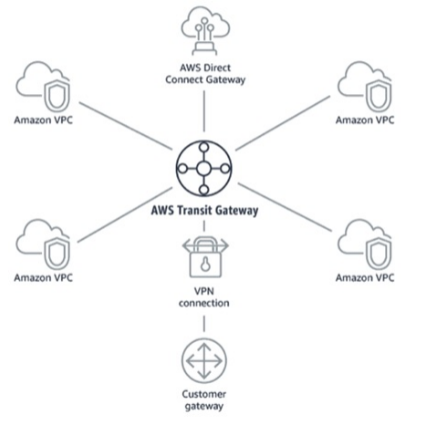 AWS Direct
Connect Gateway
Amazon VPC
Amazon VPC
AWS Transit Gateway
Amazon VPC
Amazon VPC
VPN
connection
Customer
gateway